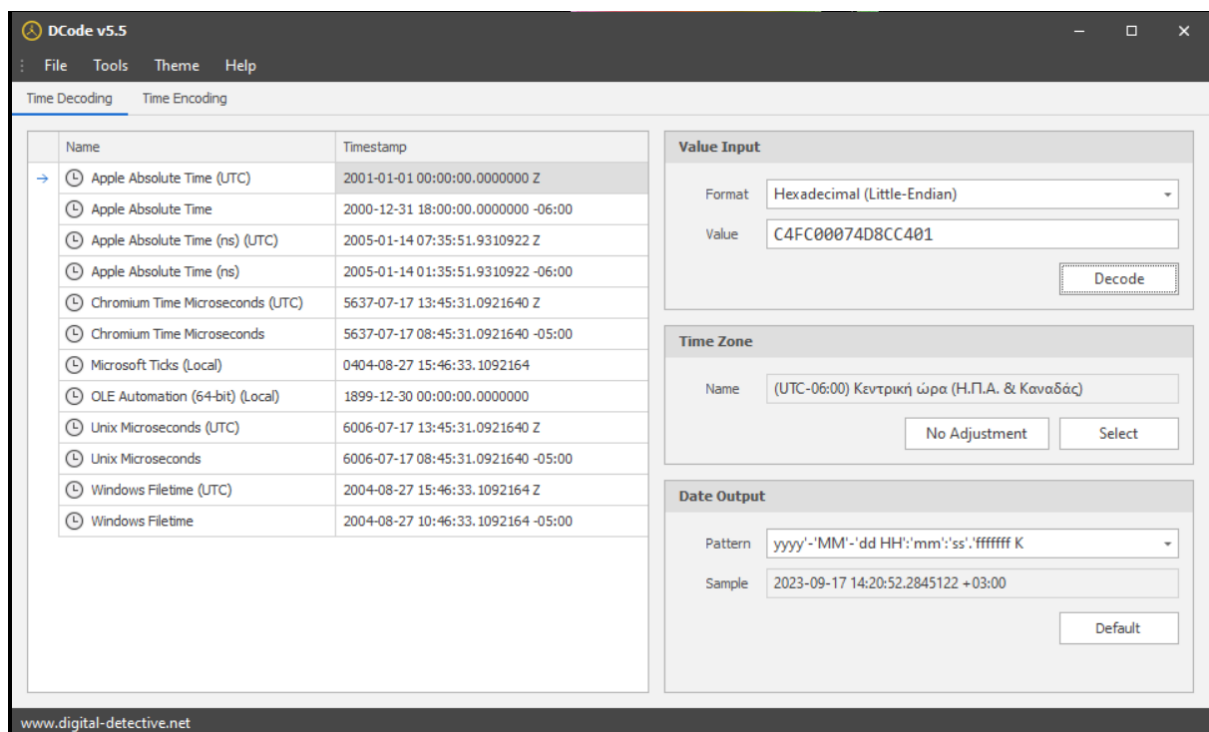 DCode v5.5
File Tools Theme Help
Time Decoding Time Encoding
Name Timestamp
Apple Absolute Time (UTC) 2001-01-01 00:00:00.0000000 Z
Apple Absolute Time 2000-12-31 18:00:00.0000000 -06:00
Apple Absolute Time (ns) (UTC) 2005-01-14 07:35:51.9310922 Z
Apple Absolute Time (ns) 2005-01-14 01:35:51.9310922 -06:00
Chromium Time Microseconds (UTC) 5637-07-17 13:45:31.0921640 Z
Chromium Time Microseconds 5637-07-17 08:45:31.0921640 -05:00
Microsoft Ticks (Local) 0404-08-27 15:46:33.1092164
OLE Automation (64-bit) (Local) 1899-12-30 00:00:00.0000000
Unix Microseconds (UTC) 6006-07-17 13:45:31.0921640 Z
Unix Microseconds 6006-07-17 08:45:31.0921640 -05:00
Windows Filetime (UTC) 2004-08-27 15:46:33.1092164 Z
Windows Filetime 2004-08-27 10:46:33.1092164 -05:00
Value Input
Format Hexadecimal (Little-Endian)
Value C4FC00074D8CC401
Decode
Time Zone
Name (UTC-06:00) Κεντρική ώρα (Η.Π.Α. & Καναδάς)
No Adjustment Select
Date Output
Pattern yyyy'-'MM'-'dd HH':'mm':'ss'.'fffffff K
Sample 2023-09-17 14:20:52.2845122 +03:00
Default
www.digital-detective.net